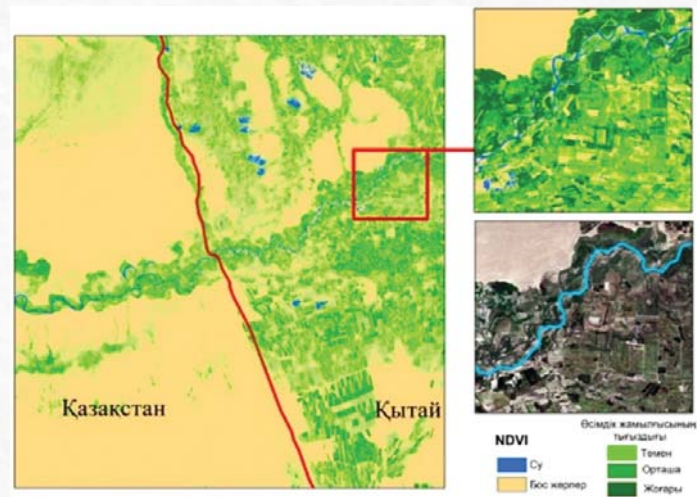 Қазақстан
Қытай
NDVI
Су
Бос жерлер
Өсімдік жамылғысының
тығыздығы
Төмен
Орташа
Жоғары